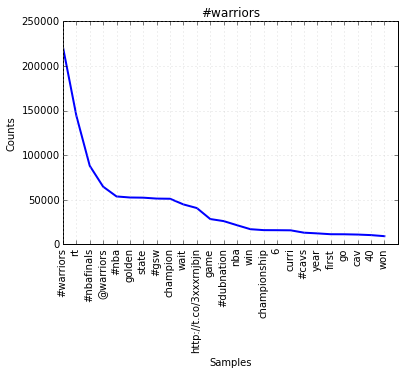 #warriors
250000
200000
150000
100000
50000
0
Counts
#warriors
rt
#nbafinals
@warriors
#nba
golden
state
#gsw
champion
wait
http://t.co/3xxxrnjbjn
game
#dubnation
nba
win
championship
6
curri
#cavs
year
first
go
cav
40
won
Samples